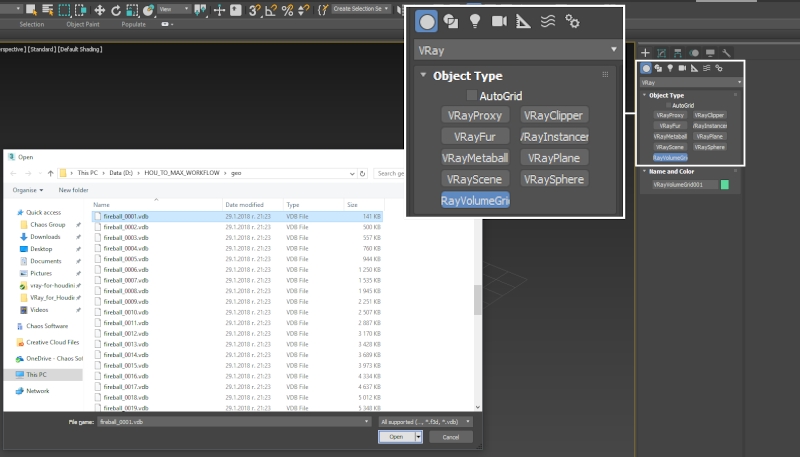 View
Create Selection Se
Selection
Object Paint
Populate
erspective ] [Standard ] [Default Shading]
VRay
Object Type
AutoGrid
VRayProxy
VRayClipper
VRayFur
VRayInstancer
VRayMetaball
VRayPlane
VRayScene
VRaySphere
RayVolumeGri
VRay
Object Type
AutoGrid
VRayProxy
VRayClipper
VRayFur
VRayInstancer
VRayMetaball
VRayPlane
VRayScene
VRaySphere
RayVolumeGri
Name and Color
VRayVolumeGrid001
Open
This PC > Data (D:) > HOU_TO_MAX_WORKFLOW > geo
Organise
New folder
Quick access
Chaos Group
Downloads
Desktop
Documents
Pictures
vray-for-houdini
VRay_for_Houdin
Videos
Chaos Software
Creative Cloud Files
OneDrive - Chaos Sof
This PC
Network
Name Date modified Type Size
fireball_0001.vdb 29.1.2018 г. 21:23 VDB File 141 KB
fireball_0002.vdb 29.1.2018 г. 21:23 VDB File 500 KB
fireball_0003.vdb 29.1.2018 г. 21:23 VDB File 557 KB
fireball_0004.vdb 29.1.2018 г. 21:23 VDB File 760 KB
fireball_0005.vdb 29.1.2018 г. 21:23 VDB File 944 KB
fireball_0006.vdb 29.1.2018 г. 21:23 VDB File 1 250 KB
fireball_0007.vdb 29.1.2018 г. 21:23 VDB File 1 535 KB
fireball_0008.vdb 29.1.2018 г. 21:23 VDB File 1 945 KB
fireball_0009.vdb 29.1.2018 г. 21:23 VDB File 2 251 KB
fireball_0010.vdb 29.1.2018 г. 21:23 VDB File 2 507 KB
fireball_0011.vdb 29.1.2018 г. 21:23 VDB File 2 887 KB
fireball_0012.vdb 29.1.2018 г. 21:23 VDB File 3 170 KB
fireball_0013.vdb 29.1.2018 г. 21:23 VDB File 3 428 KB
fireball_0014.vdb 29.1.2018 г. 21:23 VDB File 3 689 KB
fireball_0015.vdb 29.1.2018 г. 21:23 VDB File 3 973 KB
fireball_0016.vdb 29.1.2018 г. 21:23 VDB File 4 334 KB
fireball_0017.vdb 29.1.2018 г. 21:23 VDB File 4 637 KB
fireball_0018.vdb 29.1.2018 г. 21:23 VDB File 5 012 KB
fireball_0019.vdb 29.1.2018 г. 21:23 VDB File 5 340 KB
File name: fireball_0001.vdb
All supported (..., *.f3d, *.vdb)
Open
Cancel